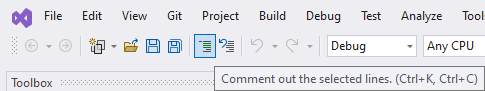 File Edit View Git Project Build Debug Test Analyze Tools
Debug Any CPU
Comment out the selected lines. (Ctrl+K, Ctrl+C)
Toolbox